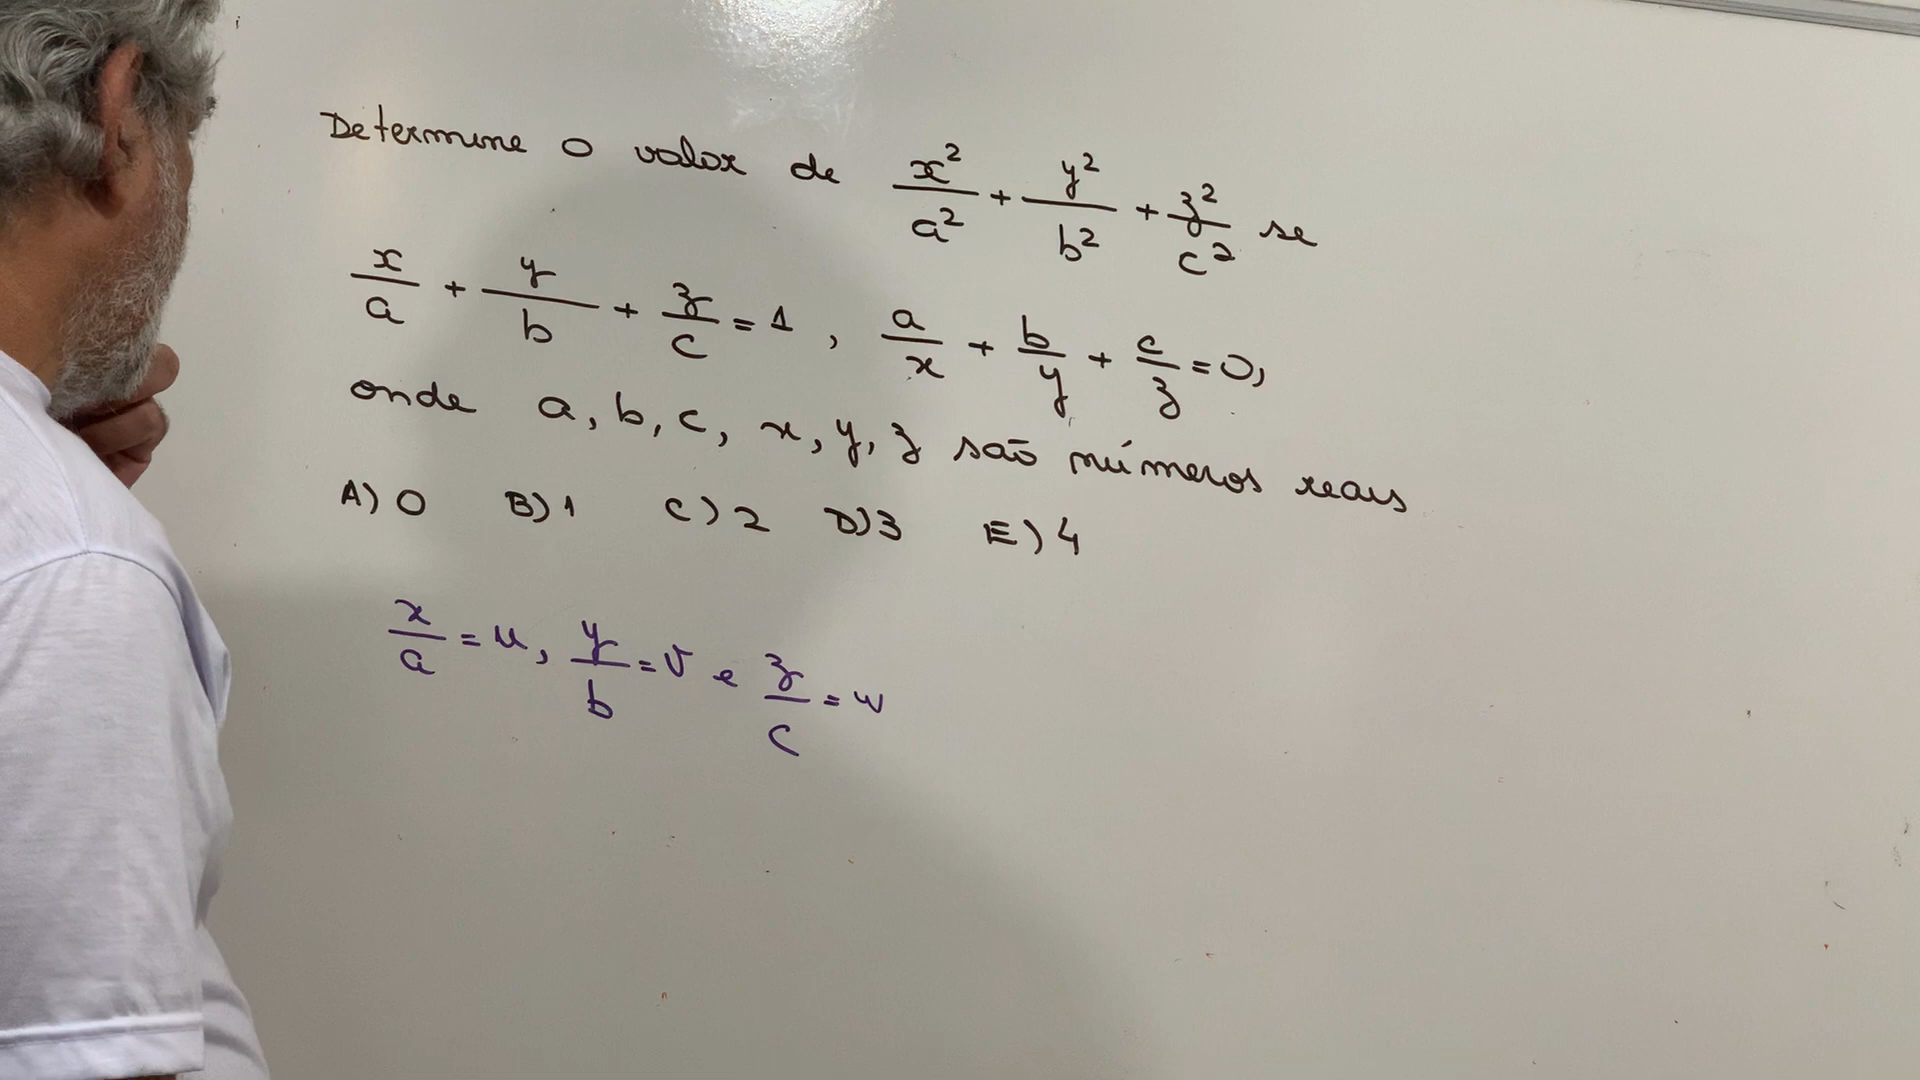 Determine o valor de x²/a² + y²/b² + z²/c² se
x/a + y/b + z/c = 1 , a/x + b/y + c/z = 0,
onde a, b, c, x, y, z são números reais
A) 0 B) 1 C) 2 D) 3 E) 4
x/a = u, y/b = v e z/c = w